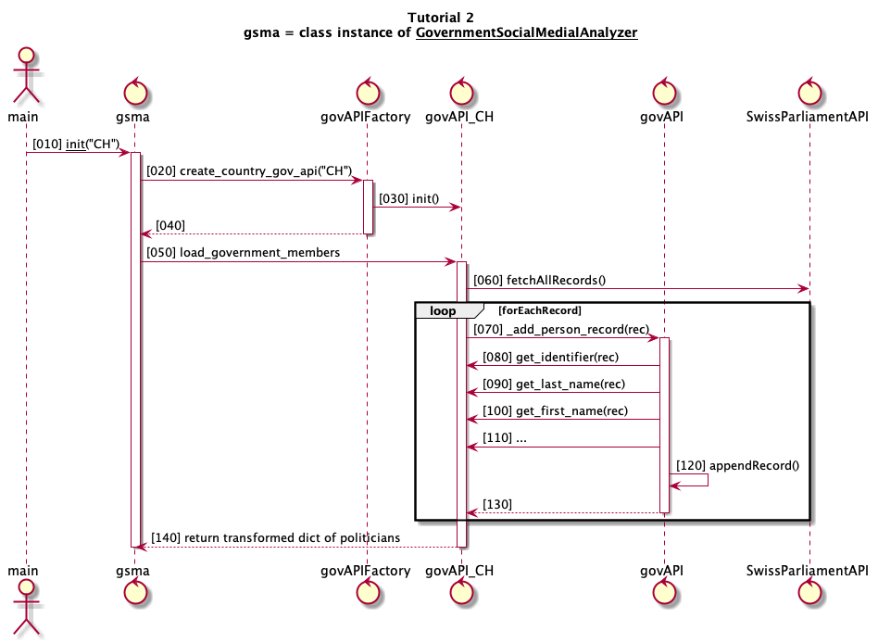 Tutorial 2
gsma = class instance of GovernmentSocialMedialAnalyzer
main
gsma
govAPIFactory
govAPI_CH
govAPI
SwissParliamentAPI
[010] init("CH")
[020] create_country_gov_api("CH")
[030] init()
[040]
[050] load_government_members
[060] fetchAllRecords()
loop
[forEachRecord]
[070] _add_person_record(rec)
[080] get_identifier(rec)
[090] get_last_name(rec)
[100] get_first_name(rec)
[110] ...
[120] appendRecord()
[130]
[140] return transformed dict of politicians
main
gsma
govAPIFactory
govAPI_CH
govAPI
SwissParliamentAPI